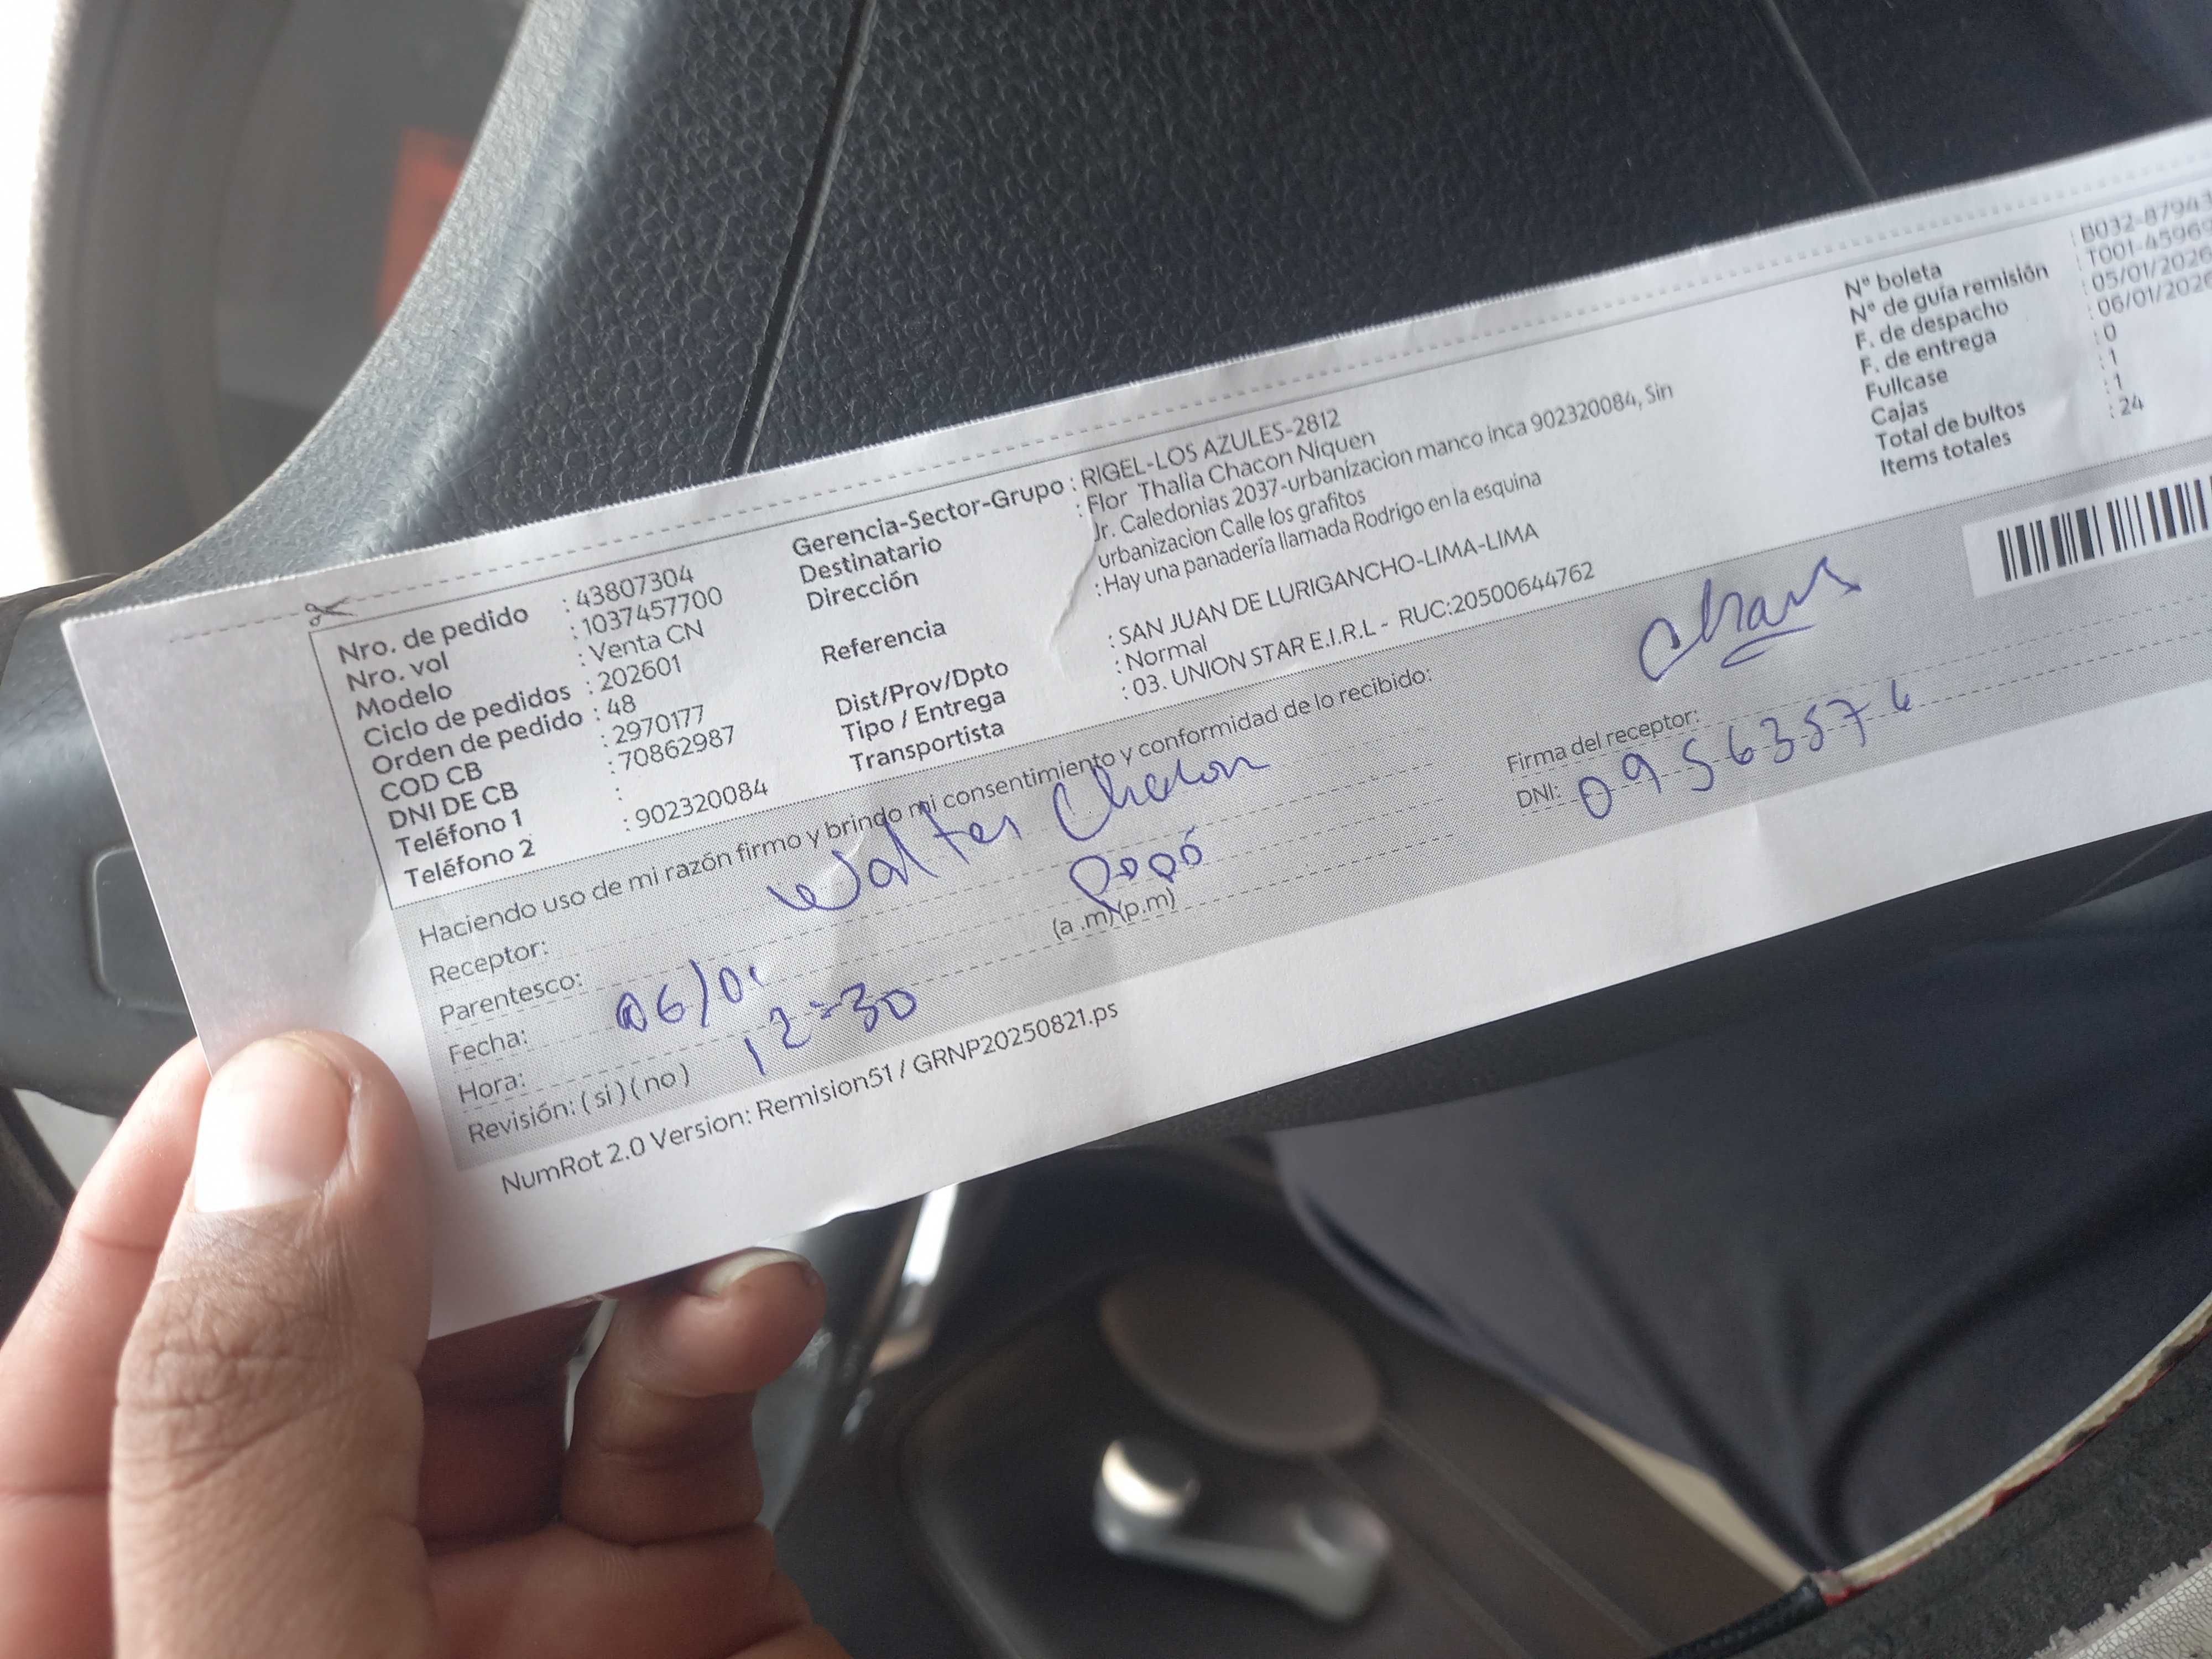 Nro. de pedido : 43807304
Nro. vol : 1037457700
Modelo : Venta CN
Ciclo de pedidos : 202601
Orden de pedido : 48
COD CB : 2970177
DNI DE CB : 70862987
Teléfono 1 :
Teléfono 2 : 902320084
Gerencia-Sector-Grupo : RIGEL-LOS AZULES-2812
Destinatario : Flor Thalia Chacon Niquen
Dirección Jr. Caledonias 2037-urbanizacion manco inca 902320084, Sin
urbanizacion Calle los grafitos
Referencia : Hay una panadería llamada Rodrigo en la esquina
Dist/Prov/Dpto : SAN JUAN DE LURIGANCHO-LIMA-LIMA
Tipo / Entrega : Normal
Transportista : 03. UNION STAR E.I.R.L - RUC:20500644762
N° boleta : B032-87943
N° de guía remisión : T001-45969
F. de despacho : 05/01/2026
F. de entrega : 06/01/2026
Fullcase : 0
Cajas : 1
Total de bultos : 1
Items totales : 24
Haciendo uso de mi razón firmo y brindo mi consentimiento y conformidad de lo recibido:
Receptor: Walter Chacon
Parentesco: Papá
Fecha: 06/01
Hora: 12:30 (a .m) (p.m)
Revisión: ( si ) ( no )
Firma del receptor:
DNI: 09563574
NumRot 2.0 Version: Remision51 / GRNP20250821.ps